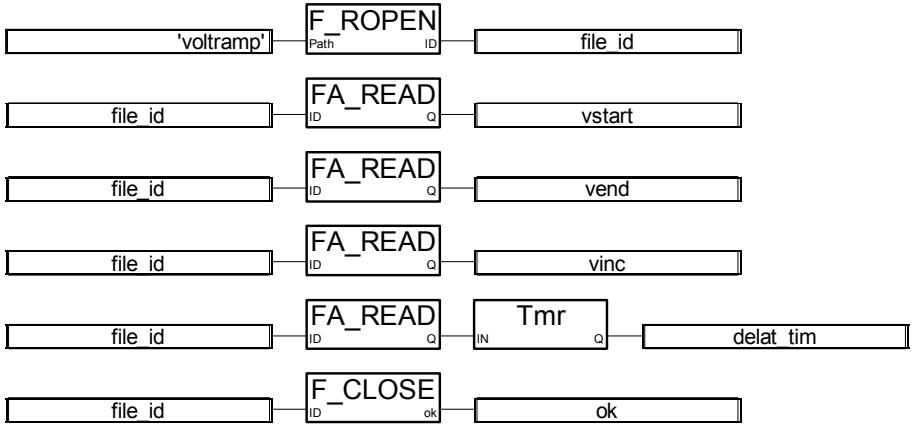 F_ROPEN
'voltramp' Path ID file_id
FA_READ
file_id ID Q vstart
FA_READ
file_id ID Q vend
FA_READ
file_id ID Q vinc
FA_READ Tmr
file_id ID Q IN Q delat_tim
F_CLOSE
file_id ID ok ok